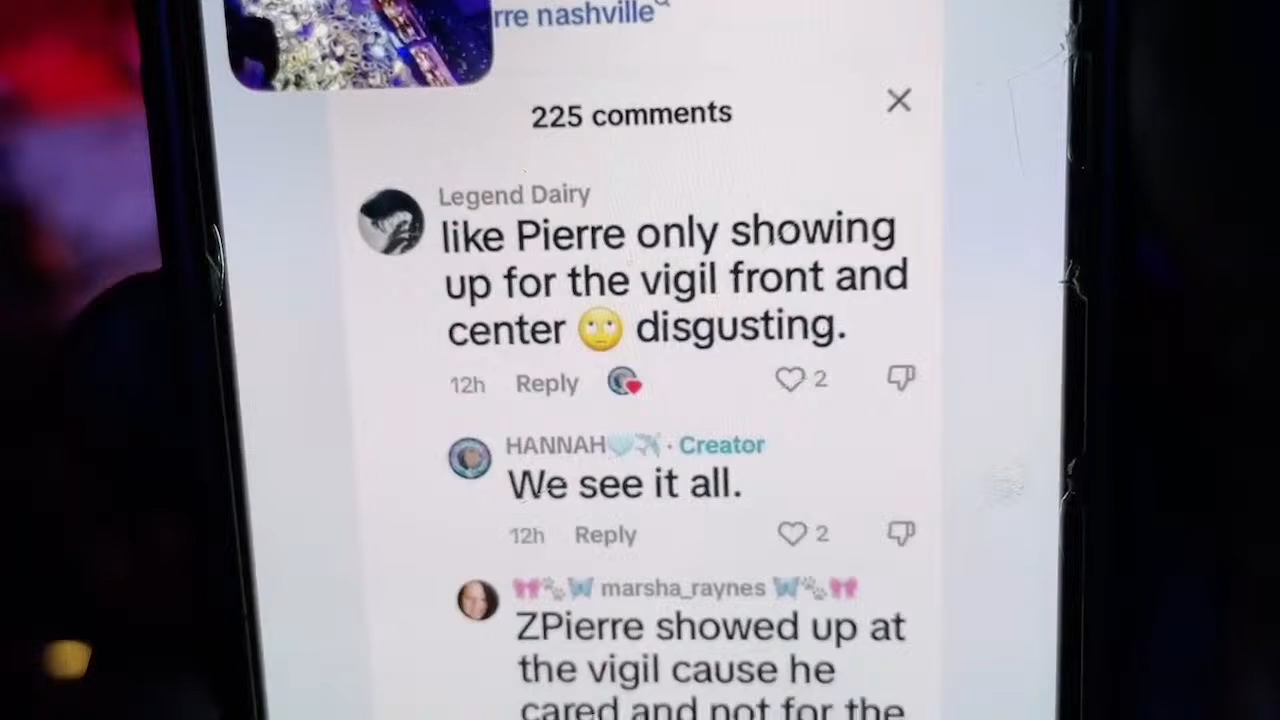 rre nashville
225 comments
Legend Dairy
like Pierre only showing
up for the vigil front and
center 🙄 disgusting.
12h Reply 2
HANNAH🩵✈️ · Creator
We see it all.
12h Reply 2
🎀🐾🦋 marsha_raynes 🦋🐾🎀
ZPierre showed up at
the vigil cause he
cared and not for the